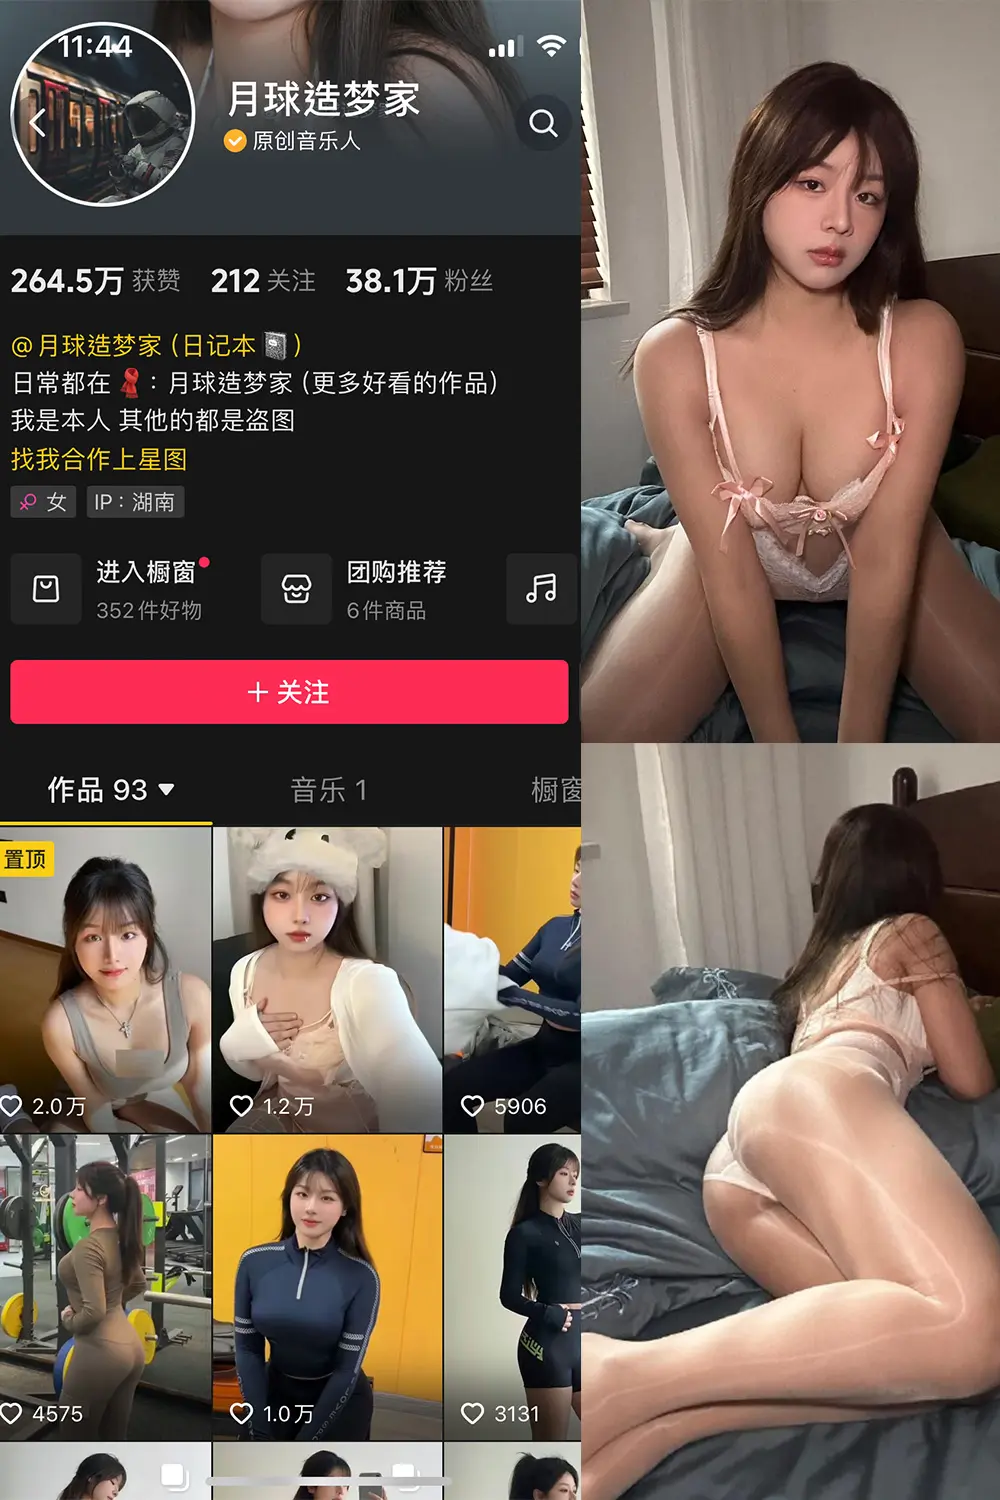 11:44
月球造梦家
原创音乐人
264.5万 获赞 212 关注 38.1万 粉丝
@月球造梦家 (日记本📓)
日常都在🧣：月球造梦家 (更多好看的作品)
我是本人 其他的都是盗图
找我合作上星图
女 IP：湖南
进入橱窗 团购推荐
352件好物 6件商品
+ 关注
作品 93 音乐 1 橱窗
置顶
2.0万 1.2万 5906
4575 1.0万 3131